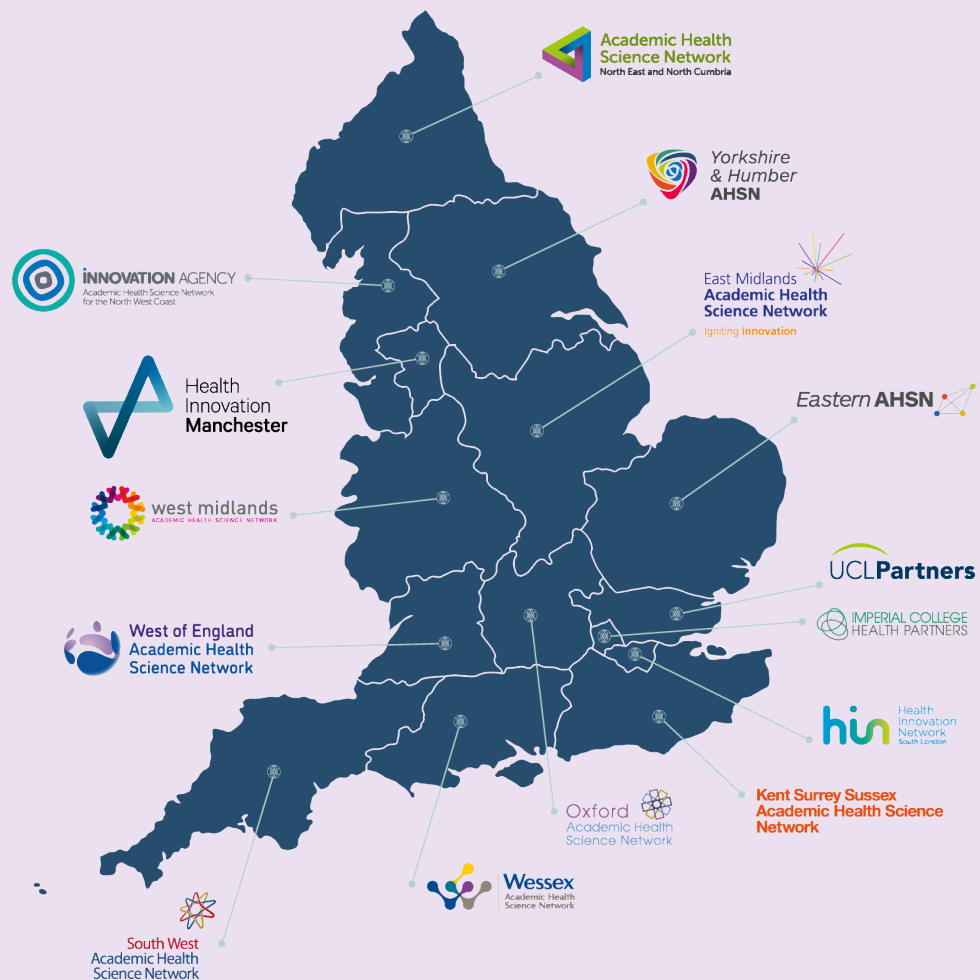 Academic Health
Science Network
North East and North Cumbria
Yorkshire
& Humber
AHSN
East Midlands
Academic Health
Science Network
Igniting Innovation
iNNOVATION AGENCY
Academic Health Science Network
for the North West Coast
Health
Innovation
Manchester
Eastern AHSN
west midlands
ACADEMIC HEALTH SCIENCE NETWORK
UCLPartners
IMPERIAL COLLEGE
HEALTH PARTNERS
West of England
Academic Health
Science Network
hin
Health
Innovation
Network
South London
Kent Surrey Sussex
Academic Health Science
Network
Oxford
Academic Health
Science Network
Wessex
Academic Health
Science Network
South West
Academic Health
Science Network